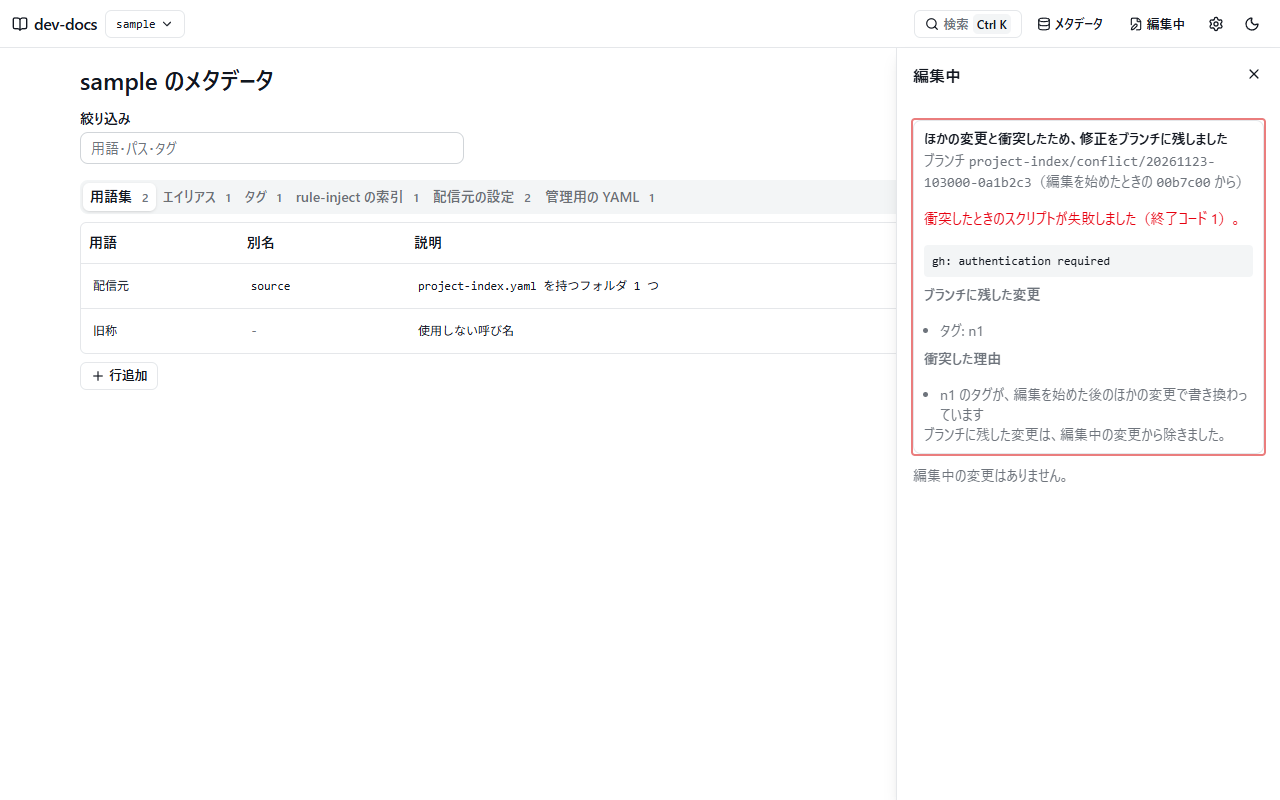 dev-docs sample 検索 Ctrl K メタデータ 編集中
sample のメタデータ
絞り込み
用語・パス・タグ
用語集 2 エイリアス 1 タグ 1 rule-inject の索引 1 配信元の設定 2 管理用の YAML 1
用語 別名 説明
配信元 source project-index.yaml を持つフォルダ 1 つ
旧称 - 使用しない呼び名
行追加
編集中
ほかの変更と衝突したため、修正をブランチに残しました
ブランチ project-index/conflict/20261123-
103000-0a1b2c3（編集を始めたときの 00b7c00 から）
衝突したときのスクリプトが失敗しました（終了コード 1）。
gh: authentication required
ブランチに残した変更
タグ: n1
衝突した理由
n1 のタグが、編集を始めた後のほかの変更で書き換わっ
ています
ブランチに残した変更は、編集中の変更から除きました。
編集中の変更はありません。